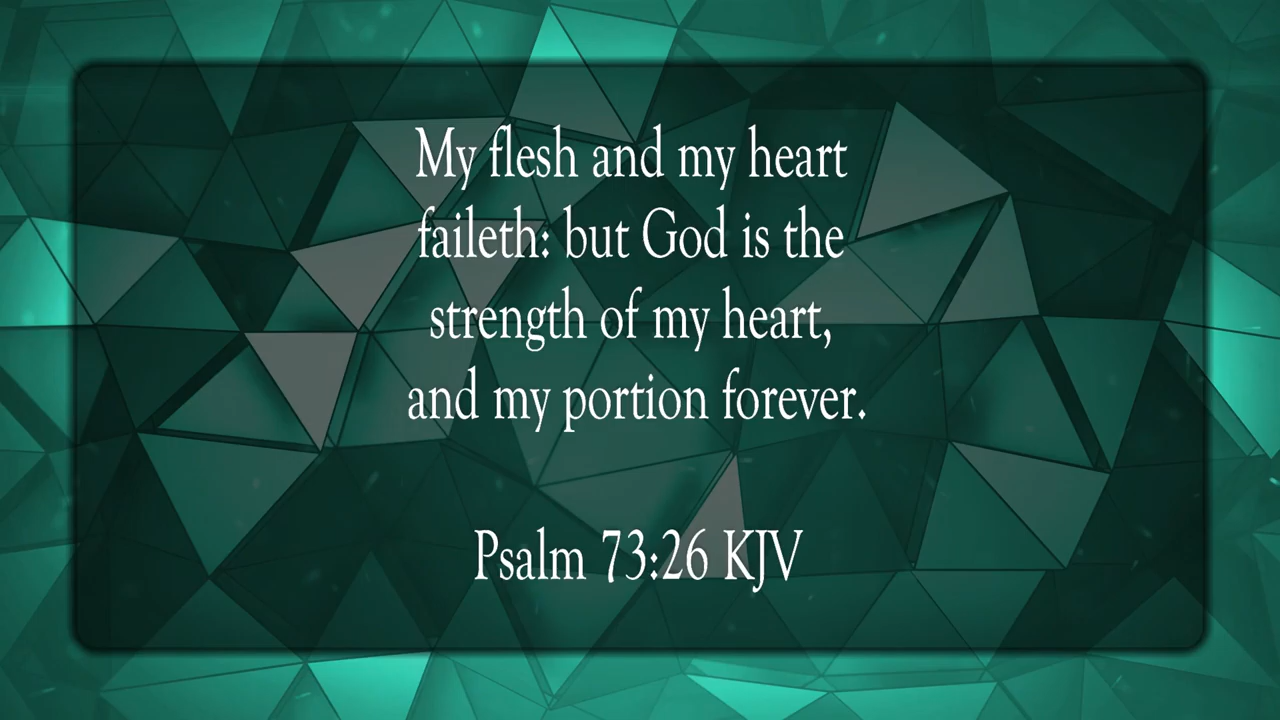 My flesh and my heart
faileth: but God is the
strength of my heart,
and my portion forever.
Psalm 73:26 KJV